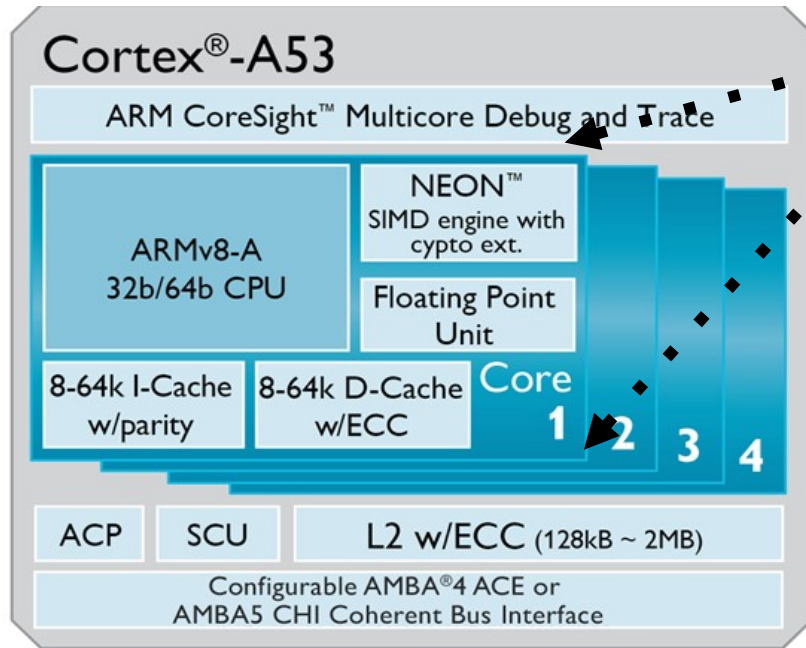 Cortex®-A53
ARM CoreSight™ Multicore Debug and Trace
ARMv8-A
32b/64b CPU
NEON™
SIMD engine with
cypto ext.
Floating Point
Unit
8-64k I-Cache
w/parity
8-64k D-Cache
w/ECC
Core
1
2
3
4
ACP
SCU
L2 w/ECC (128kB ~ 2MB)
Configurable AMBA®4 ACE or
AMBA5 CHI Coherent Bus Interface